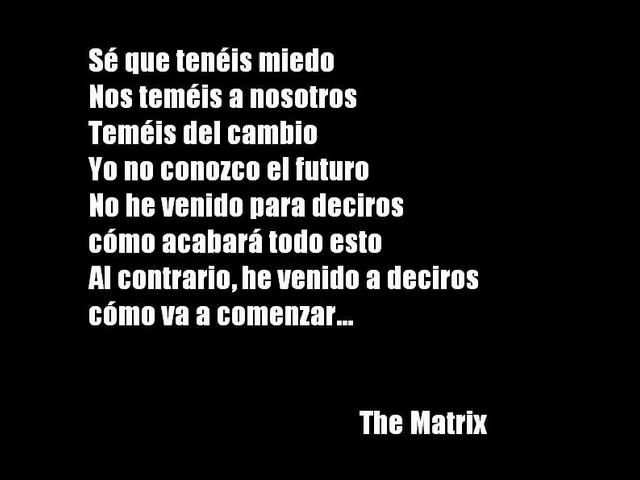 Sé que tenéis miedo
Nos teméis a nosotros
Teméis del cambio
Yo no conozco el futuro
No he venido para deciros
cómo acabará todo esto
Al contrario, he venido a deciros
cómo va a comenzar...
The Matrix